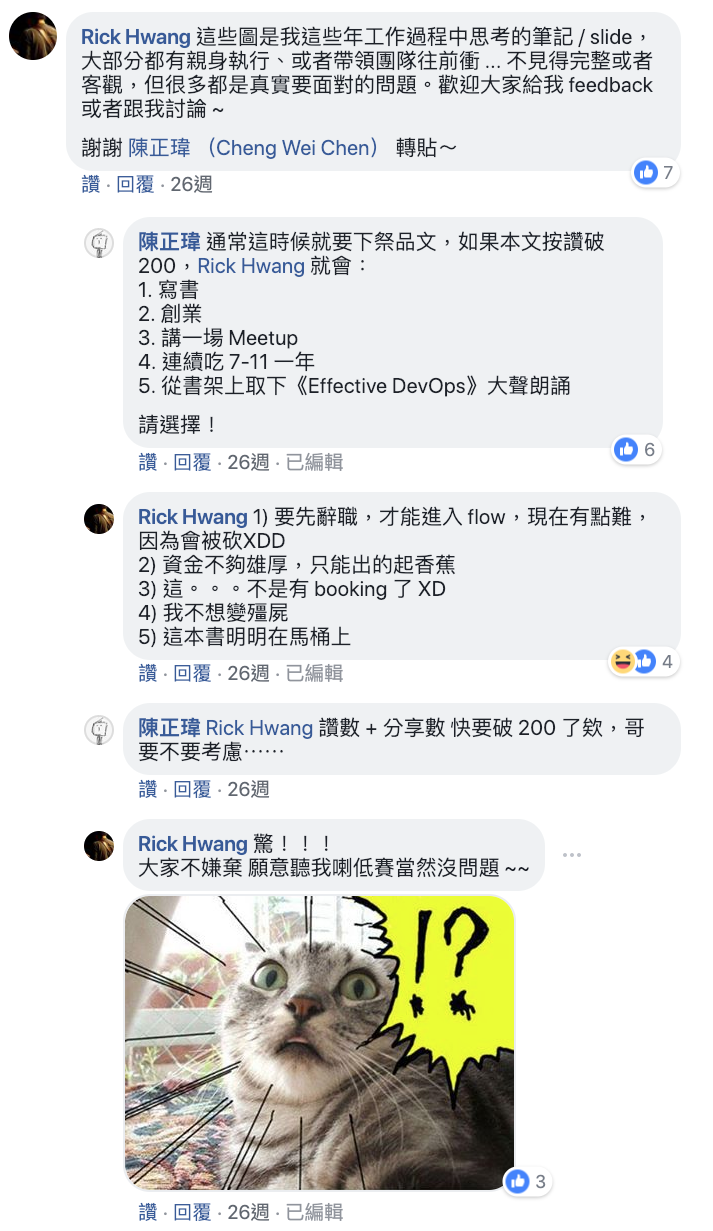 Rick Hwang 這些圖是我這些年工作過程中思考的筆記 / slide，
大部分都有親身執行、或者帶領團隊往前衝 ... 不見得完整或者
客觀，但很多都是真實要面對的問題。歡迎大家給我 feedback
或者跟我討論 ~
謝謝 陳正瑋 （Cheng Wei Chen） 轉貼～
7
讚 · 回覆 · 26週
陳正瑋 通常這時候就要下祭品文，如果本文按讚破
200，Rick Hwang 就會：
1. 寫書
2. 創業
3. 講一場 Meetup
4. 連續吃 7-11 一年
5. 從書架上取下《Effective DevOps》大聲朗誦
請選擇！
6
讚 · 回覆 · 26週 · 已編輯
Rick Hwang 1) 要先辭職，才能進入 flow，現在有點難，
因為會被砍XDD
2) 資金不夠雄厚，只能出的起香蕉
3) 這。。。不是有 booking 了 XD
4) 我不想變殭屍
5) 這本書明明在馬桶上
4
讚 · 回覆 · 26週 · 已編輯
陳正瑋 Rick Hwang 讚數 + 分享數 快要破 200 了欸，哥
要不要考慮⋯⋯
讚 · 回覆 · 26週
Rick Hwang 驚！！！
大家不嫌棄 願意聽我喇低賽當然沒問題 ~~
!?
3
讚 · 回覆 · 26週 · 已編輯